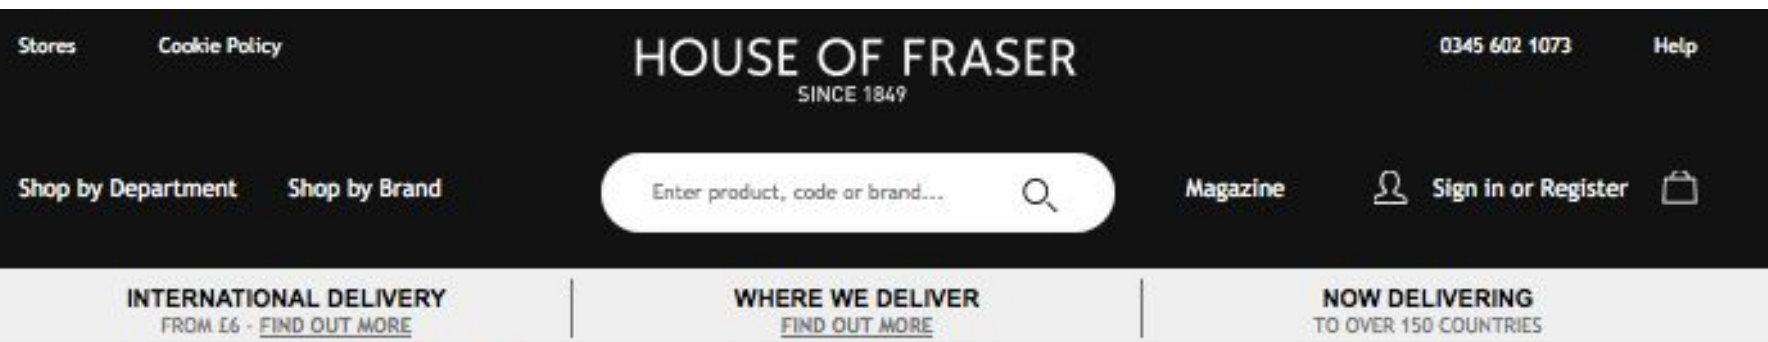 Stores Cookie Policy
HOUSE OF FRASER
SINCE 1849
0345 602 1073 Help
Shop by Department Shop by Brand
Enter product, code or brand...
Magazine Sign in or Register
INTERNATIONAL DELIVERY
FROM £6 - FIND OUT MORE
WHERE WE DELIVER
FIND OUT MORE
NOW DELIVERING
TO OVER 150 COUNTRIES